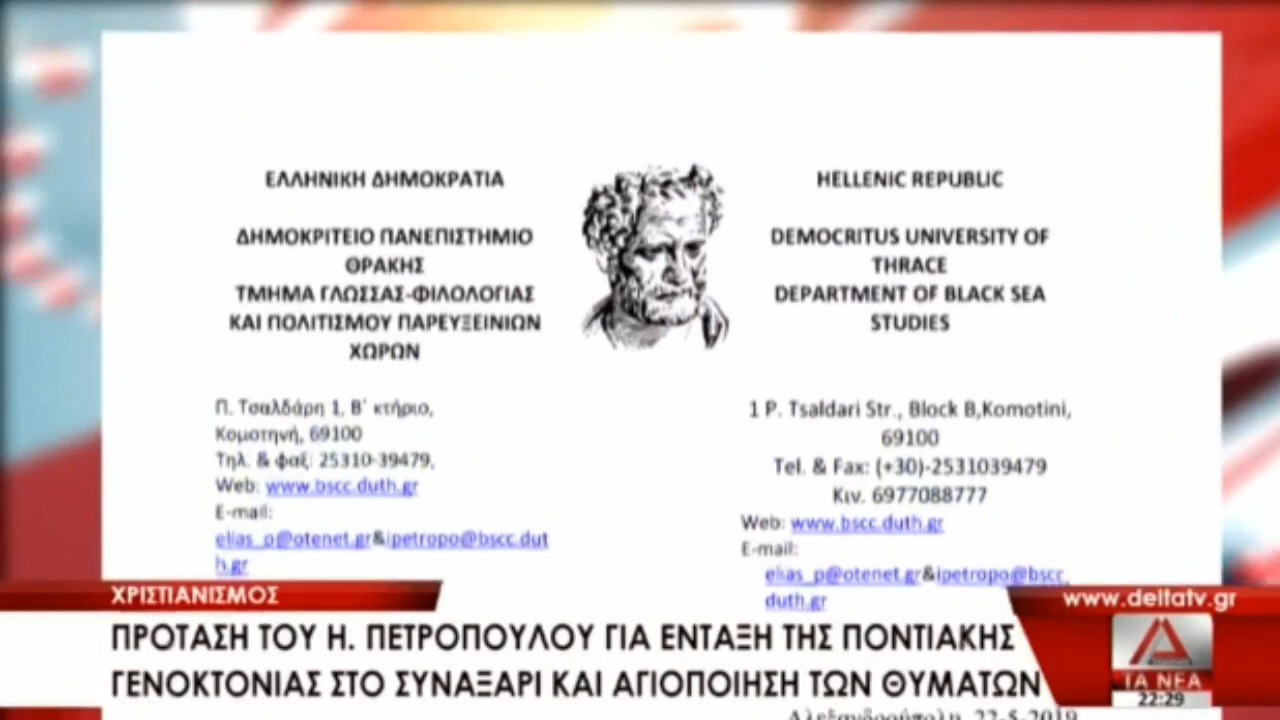 ΕΛΛΗΝΙΚΗ ΔΗΜΟΚΡΑΤΙΑ
ΔΗΜΟΚΡΙΤΕΙΟ ΠΑΝΕΠΙΣΤΗΜΙΟ
ΘΡΑΚΗΣ
ΤΜΗΜΑ ΓΛΩΣΣΑΣ-ΦΙΛΟΛΟΓΙΑΣ
ΚΑΙ ΠΟΛΙΤΙΣΜΟΥ ΠΑΡΕΥΞΕΙΝΙΩΝ
ΧΩΡΩΝ
Π. Τσαλδάρη 1, Β΄ κτήριο,
Κομοτηνή, 69100
Τηλ. & φαξ: 25310-39479,
Web: www.bscc.duth.gr
E-mail:
elias_p@otenet.gr&ipetropo@bscc.dut
h.gr
HELLENIC REPUBLIC
DEMOCRITUS UNIVERSITY OF
THRACE
DEPARTMENT OF BLACK SEA
STUDIES
1 P. Tsaldari Str., Block B,Komotini,
69100
Tel. & Fax: (+30)-2531039479
Κιν. 6977088777
Web: www.bscc.duth.gr
E-mail:
elias_p@otenet.gr&ipetropo@bscc.
duth.gr
ΧΡΙΣΤΙΑΝΙΣΜΟΣ
www.deltatv.gr
ΠΡΟΤΑΣΗ ΤΟΥ Η. ΠΕΤΡΟΠΟΥΛΟΥ ΓΙΑ ΕΝΤΑΞΗ ΤΗΣ ΠΟΝΤΙΑΚΗΣ
ΓΕΝΟΚΤΟΝΙΑΣ ΣΤΟ ΣΥΝΑΞΑΡΙ ΚΑΙ ΑΓΙΟΠΟΙΗΣΗ ΤΩΝ ΘΥΜΑΤΩΝ
ΤΑ ΝΕΑ
22:29
Αλεξανδρούπολη, 22-5-2019